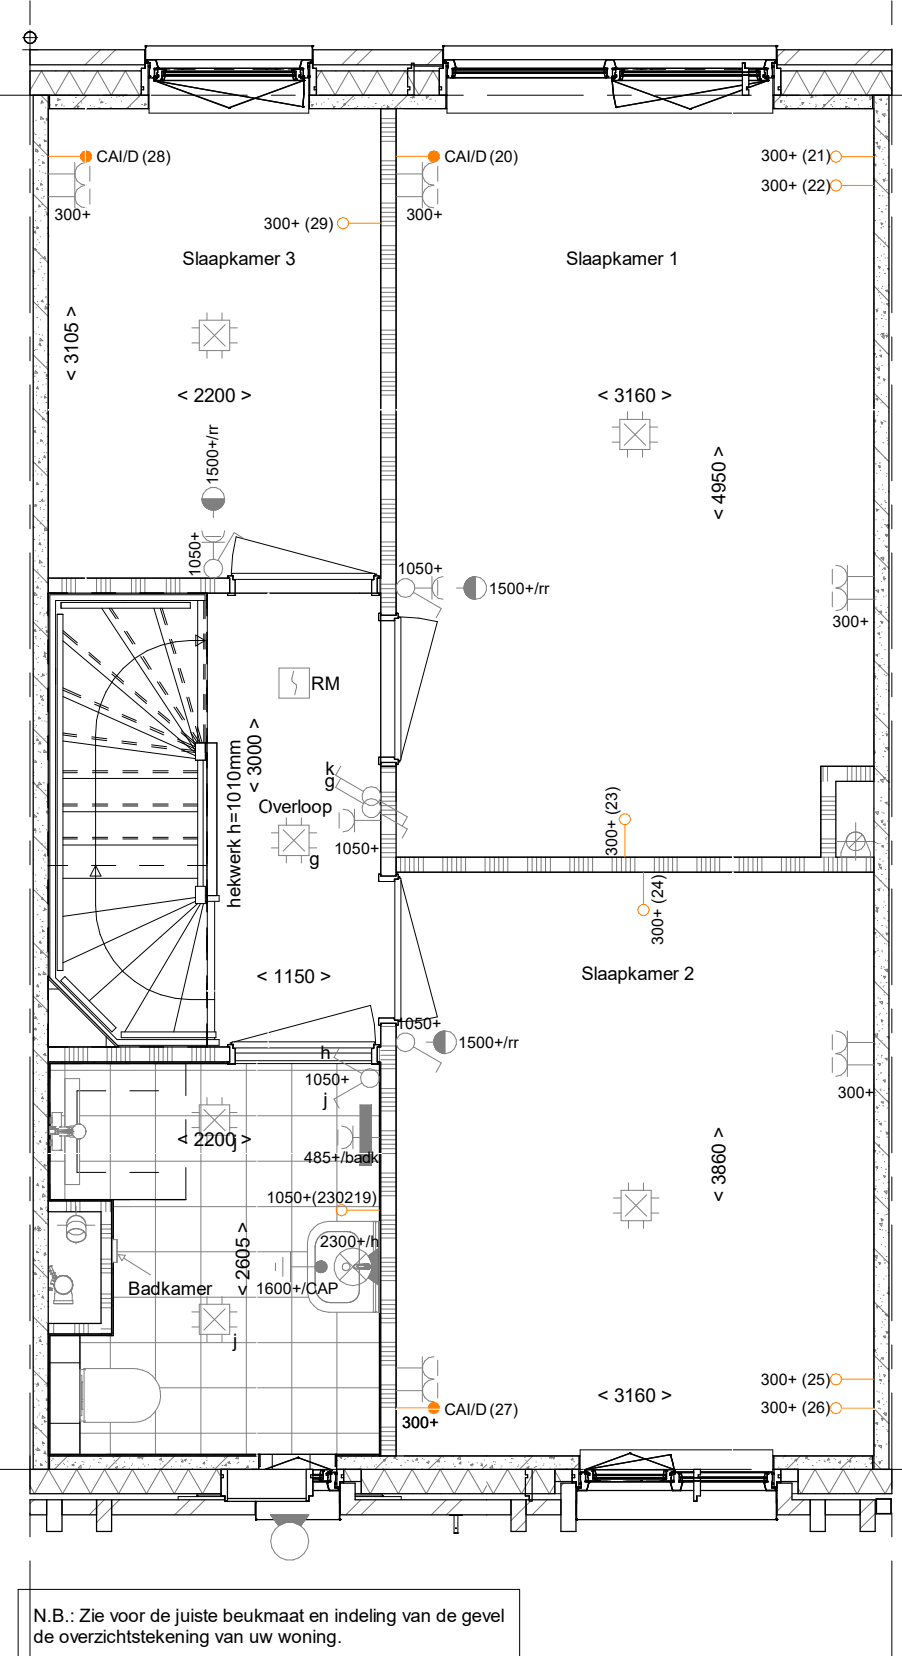 CAI/D (28)
CAI/D (20)
300+ (21)
300+ (22)
300+
300+
300+ (29)
Slaapkamer 3
Slaapkamer 1
< 3105 >
< 2200 >
< 3160 >
1500+/rr
< 4950 >
1050+
1050+
1500+/rr
300+
RM
< 3000 >
hekwerk h=1010mm
k
g
Overloop
1050+
g
300+ (23)
300+ (24)
Slaapkamer 2
< 1150 >
1050+
1500+/rr
h
1050+
j
300+
< 2200 >
j
485+/badk
< 3860 >
1050+(230219)
2300+/h
< 2605 >
Badkamer
1600+/CAP
j
300+ (25)
< 3160 >
CAI/D (27)
300+ (26)
300+
N.B.: Zie voor de juiste beukmaat en indeling van de gevel
de overzichtstekening van uw woning.